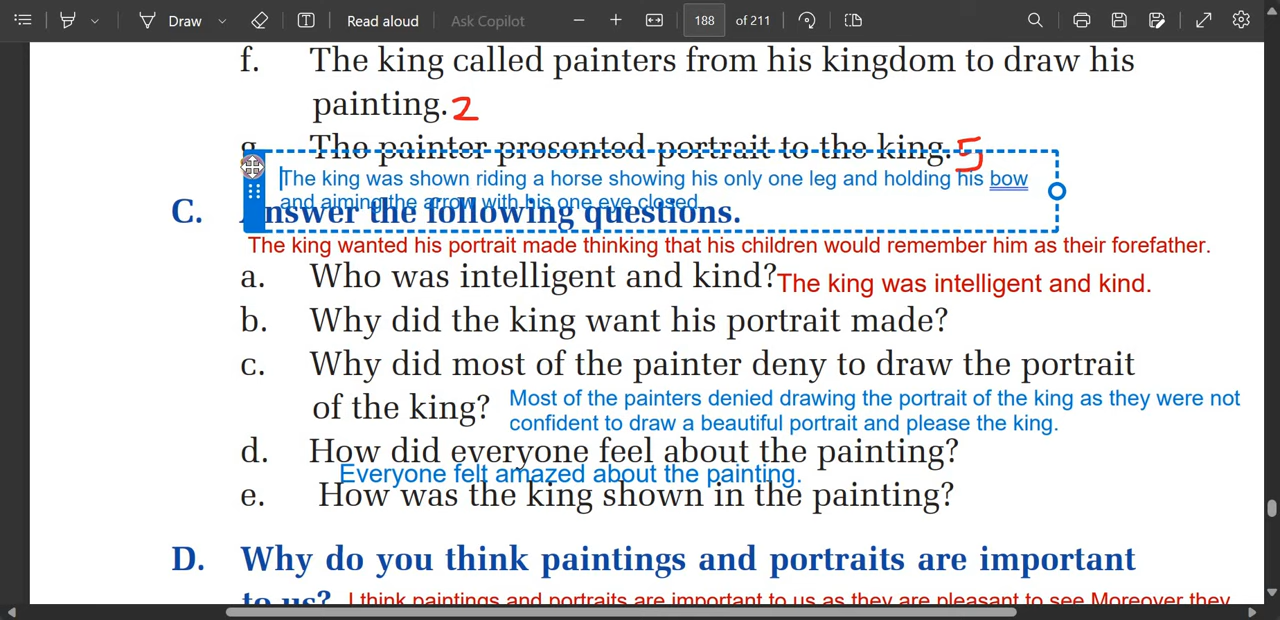 Draw
Read aloud
Ask Copilot
188 of 211
f. The king called painters from his kingdom to draw his
painting. 2
g. The painter presented portrait to the king. 5
The king was shown riding a horse showing his only one leg and holding his bow
and aiming the arrow with his one eye closed.
C. Answer the following questions.
The king wanted his portrait made thinking that his children would remember him as their forefather.
a. Who was intelligent and kind? The king was intelligent and kind.
b. Why did the king want his portrait made?
c. Why did most of the painter deny to draw the portrait
of the king? Most of the painters denied drawing the portrait of the king as they were not
confident to draw a beautiful portrait and please the king.
d. How did everyone feel about the painting?
Everyone felt amazed about the painting.
e. How was the king shown in the painting?
D. Why do you think paintings and portraits are important
to us? I think paintings and portraits are important to us as they are pleasant to see Moreover they